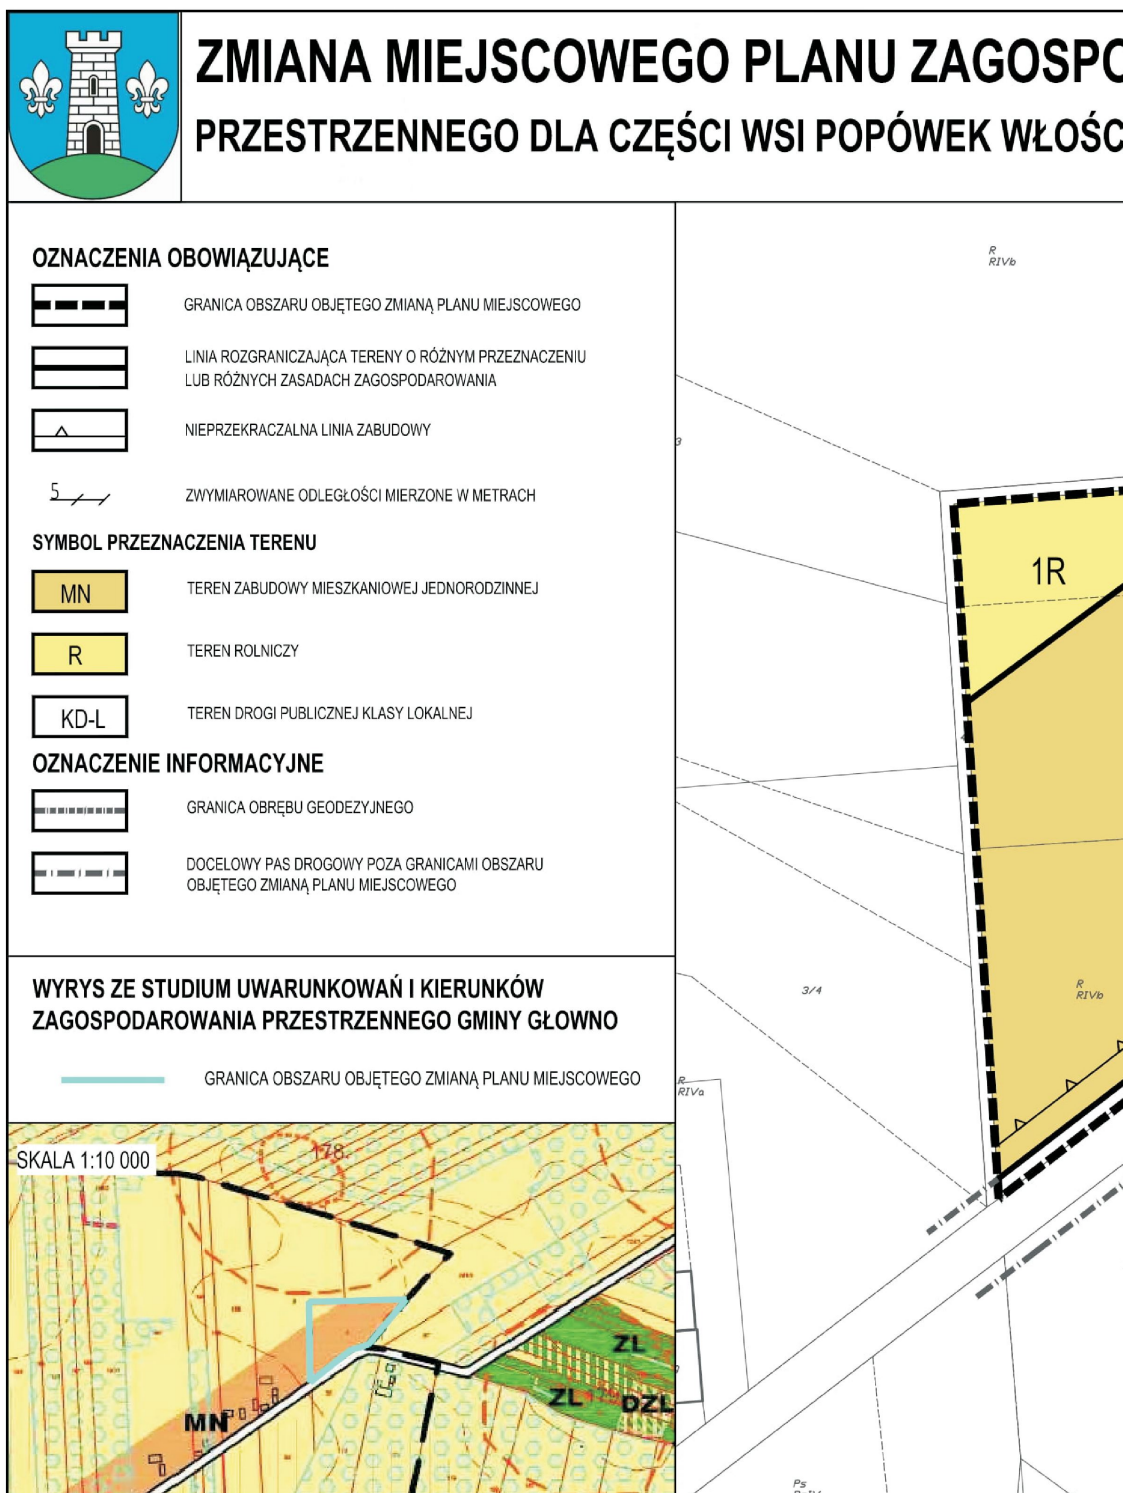 ZMIANA MIEJSCOWEGO PLANU ZAGOSPO
PRZESTRZENNEGO DLA CZĘŚCI WSI POPÓWEK WŁOŚC
OZNACZENIA OBOWIĄZUJĄCE
GRANICA OBSZARU OBJĘTEGO ZMIANĄ PLANU MIEJSCOWEGO
LINIA ROZGRANICZAJĄCA TERENY O RÓŻNYM PRZEZNACZENIU
LUB RÓŻNYCH ZASADACH ZAGOSPODAROWANIA
NIEPRZEKRACZALNA LINIA ZABUDOWY
5
ZWYMIAROWANE ODLEGŁOŚCI MIERZONE W METRACH
SYMBOL PRZEZNACZENIA TERENU
MN
TEREN ZABUDOWY MIESZKANIOWEJ JEDNORODZINNEJ
R
TEREN ROLNICZY
KD-L
TEREN DROGI PUBLICZNEJ KLASY LOKALNEJ
OZNACZENIE INFORMACYJNE
GRANICA OBRĘBU GEODEZYJNEGO
DOCELOWY PAS DROGOWY POZA GRANICAMI OBSZARU
OBJĘTEGO ZMIANĄ PLANU MIEJSCOWEGO
WYRYS ZE STUDIUM UWARUNKOWAŃ I KIERUNKÓW
ZAGOSPODAROWANIA PRZESTRZENNEGO GMINY GŁOWNO
GRANICA OBSZARU OBJĘTEGO ZMIANĄ PLANU MIEJSCOWEGO
SKALA 1:10 000
178.
ZL
ZL
DZL
MN
R
RIVb
3
1R
3/4
R
RIVb
R
RIVa
Ps